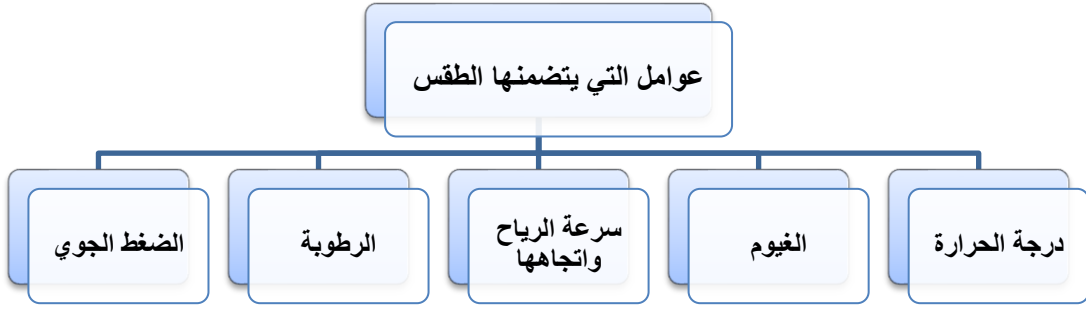 عوامل التي يتضمنها الطقس
درجة الحرارة
الغيوم
سرعة الرياح
واتجاهها
الرطوبة
الضغط الجوي